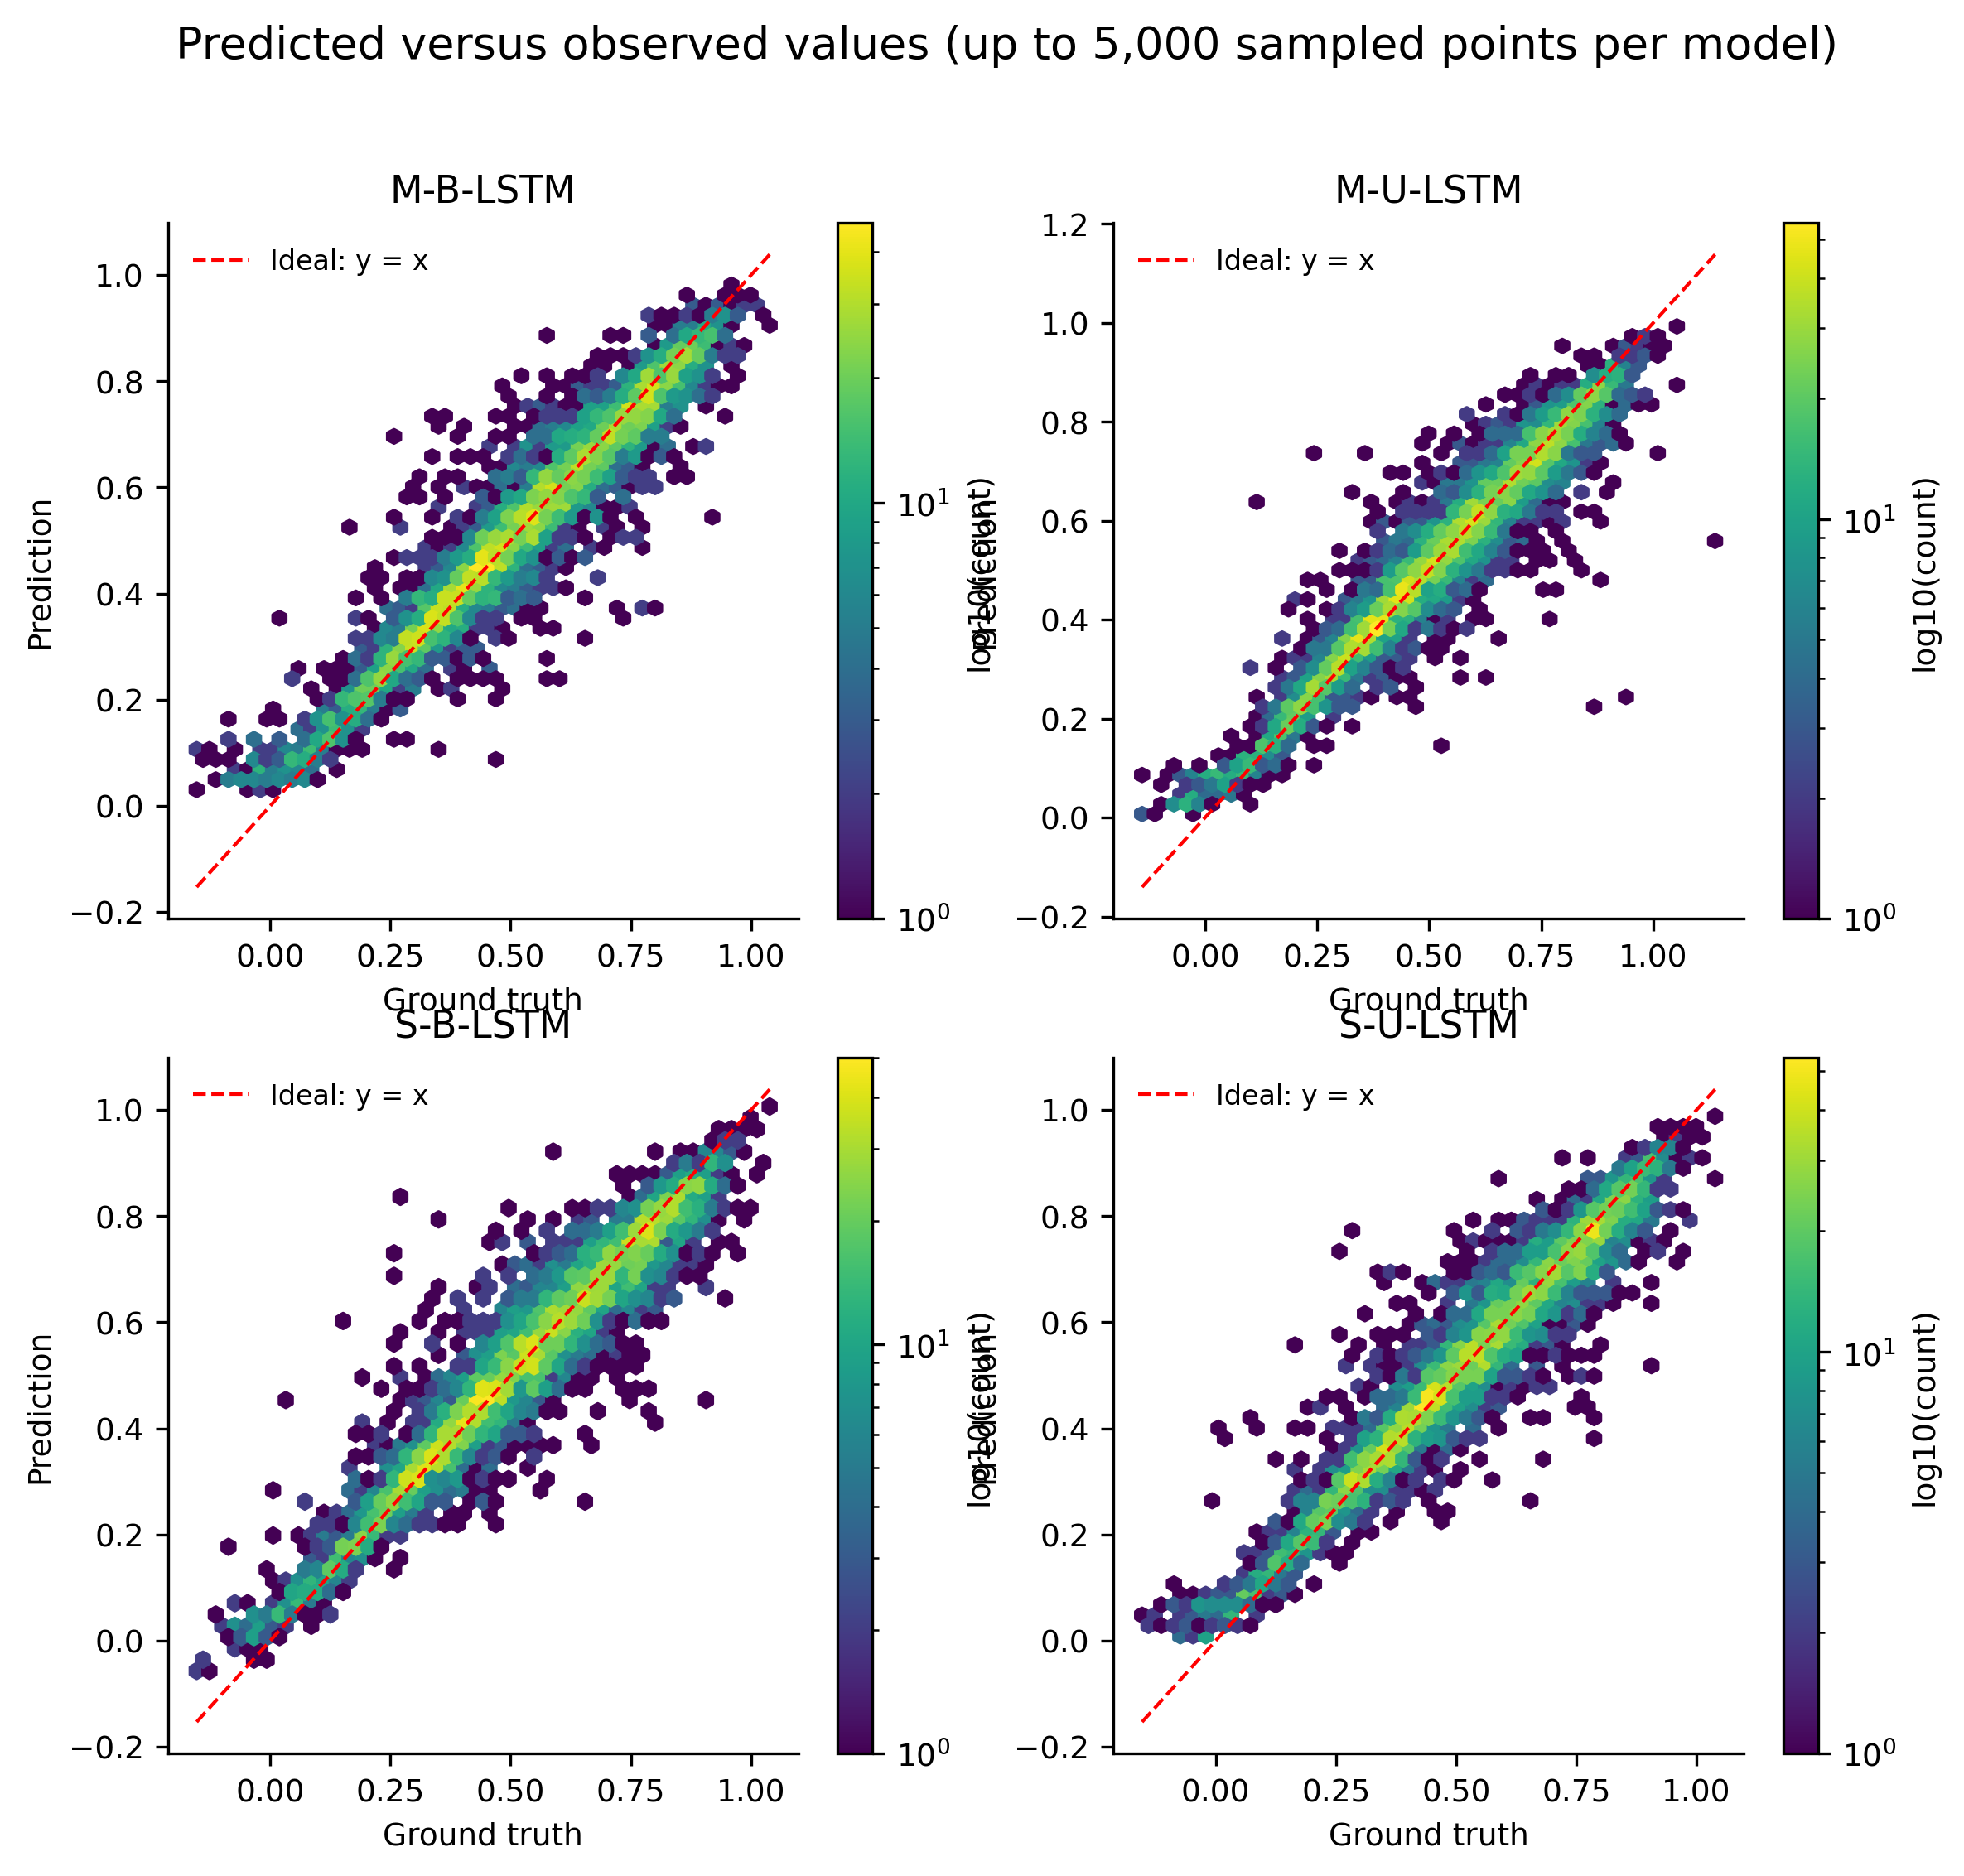 Predicted versus observed values (up to 5,000 sampled points per model)
M-B-LSTM
Ideal: y = x
Prediction
1.0
0.8
0.6
0.4
0.2
0.0
−0.2
0.00 0.25 0.50 0.75 1.00
Ground truth
10¹
10⁰
log10(count)
M-U-LSTM
Ideal: y = x
Prediction
1.2
1.0
0.8
0.6
0.4
0.2
0.0
−0.2
0.00 0.25 0.50 0.75 1.00
Ground truth
10¹
10⁰
log10(count)
S-B-LSTM
Ideal: y = x
Prediction
1.0
0.8
0.6
0.4
0.2
0.0
−0.2
0.00 0.25 0.50 0.75 1.00
Ground truth
10¹
10⁰
log10(count)
S-U-LSTM
Ideal: y = x
Prediction
1.0
0.8
0.6
0.4
0.2
0.0
−0.2
0.00 0.25 0.50 0.75 1.00
Ground truth
10¹
10⁰
log10(count)